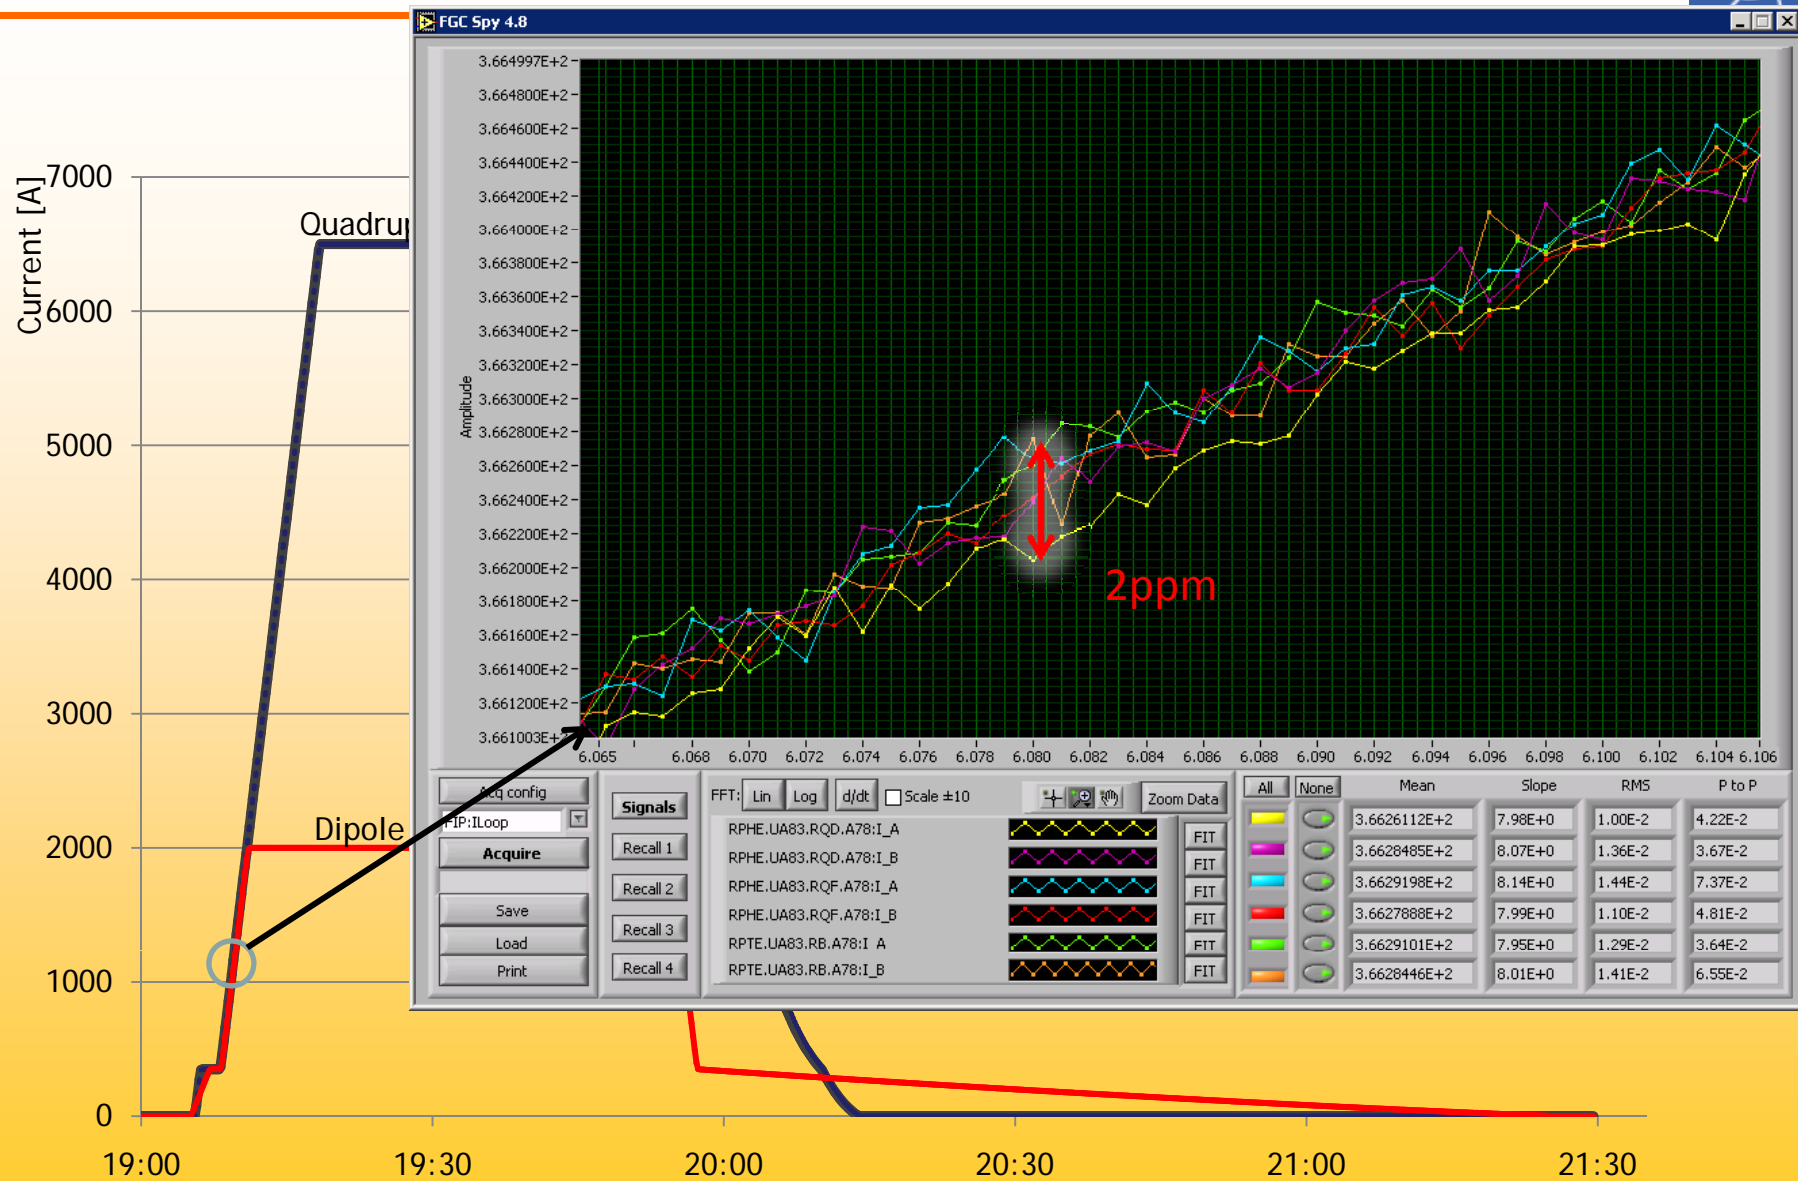 FGC Spy 4.8
3.664997E+2
3.664800E+2
3.664600E+2
3.664400E+2
3.664200E+2
3.664000E+2
3.663800E+2
3.663600E+2
3.663400E+2
3.663200E+2
3.663000E+2
3.662800E+2
3.662600E+2
3.662400E+2
3.662200E+2
3.662000E+2
3.661800E+2
3.661600E+2
3.661400E+2
3.661200E+2
3.661003E+
Amplitude
2ppm
6.065 6.068 6.070 6.072 6.074 6.076 6.078 6.080 6.082 6.084 6.086 6.088 6.090 6.092 6.094 6.096 6.098 6.100 6.102 6.104 6.106
Current [A]
7000
6000
5000
4000
3000
2000
1000
0
Quadrup
Dipole
19:00 19:30 20:00 20:30 21:00 21:30
Acq config
FIP:ILoop
Acquire
Save
Load
Print
Signals
Recall 1
Recall 2
Recall 3
Recall 4
FFT: Lin Log d/dt Scale ±10 Zoom Data
RPHE.UA83.RQD.A78:I_A FIT
RPHE.UA83.RQD.A78:I_B FIT
RPHE.UA83.RQF.A78:I_A FIT
RPHE.UA83.RQF.A78:I_B FIT
RPTE.UA83.RB.A78:I_A FIT
RPTE.UA83.RB.A78:I_B FIT
All None Mean Slope RMS P to P
3.6626112E+2 7.98E+0 1.00E-2 4.22E-2
3.6628485E+2 8.07E+0 1.36E-2 3.67E-2
3.6629198E+2 8.14E+0 1.44E-2 7.37E-2
3.6627888E+2 7.99E+0 1.10E-2 4.81E-2
3.6629101E+2 7.95E+0 1.29E-2 3.64E-2
3.6628446E+2 8.01E+0 1.41E-2 6.55E-2